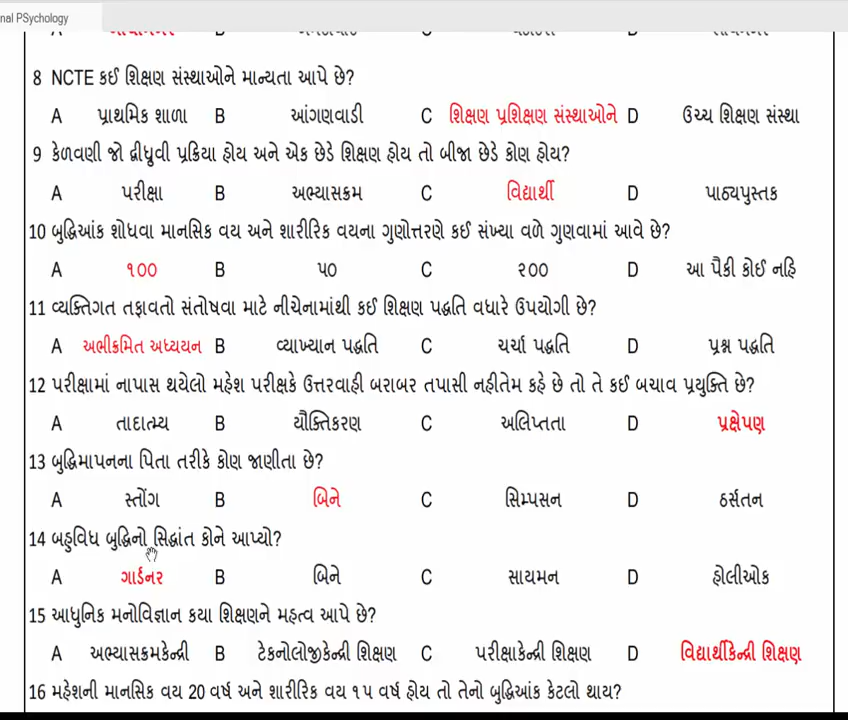 nal PSychology
A B C D
8 NCTE કઈ શિક્ષણ સંસ્થાઓને માન્યતા આપે છે?
A પ્રાથમિક શાળા B આંગણવાડી C શિક્ષણ પ્રશિક્ષણ સંસ્થાઓને D ઉચ્ચ શિક્ષણ સંસ્થા
9 કેળવણી જો દ્વીધ્રુવી પ્રક્રિયા હોય અને એક છેડે શિક્ષણ હોય તો બીજા છેડે કોણ હોય?
A પરીક્ષા B અભ્યાસક્રમ C વિદ્યાર્થી D પાઠ્યપુસ્તક
10 બુદ્ધિઆંક શોધવા માનસિક વય અને શારીરિક વયના ગુણોત્તરણે કઈ સંખ્યા વળે ગુણવામાં આવે છે?
A ૧૦૦ B ૫૦ C ૨૦૦ D આ પૈકી કોઈ નહિ
11 વ્યક્તિગત તફાવતો સંતોષવા માટે નીચેનામાંથી કઈ શિક્ષણ પદ્ધતિ વધારે ઉપયોગી છે?
A અભીક્રમિત અધ્યયન B વ્યાખ્યાન પદ્ધતિ C ચર્ચા પદ્ધતિ D પ્રશ્ન પદ્ધતિ
12 પરીક્ષામાં નાપાસ થયેલો મહેશ પરીક્ષકે ઉત્તરવાહી બરાબર તપાસી નહીતેમ કહે છે તો તે કઈ બચાવ પ્રયુક્તિ છે?
A તાદાત્મ્ય B યૌક્તિકરણ C અલિપ્તતા D પ્રક્ષેપણ
13 બુદ્ધિમાપનના પિતા તરીકે કોણ જાણીતા છે?
A સ્તોંગ B બિને C સિમ્પસન D ઠર્સતન
14 બહુવિધ બુદ્ધિનો સિદ્ધાંત કોને આપ્યો?
A ગાર્ડનર B બિને C સાયમન D હોલીઓક
15 આધુનિક મનોવિજ્ઞાન કયા શિક્ષણને મહત્વ આપે છે?
A અભ્યાસક્રમકેન્દ્રી B ટેકનોલોજીકેન્દ્રી શિક્ષણ C પરીક્ષાકેન્દ્રી શિક્ષણ D વિદ્યાર્થીકેન્દ્રી શિક્ષણ
16 મહેશની માનસિક વય 20 વર્ષ અને શારીરિક વય ૧૫ વર્ષ હોય તો તેનો બુદ્ધિઆંક કેટલો થાય?